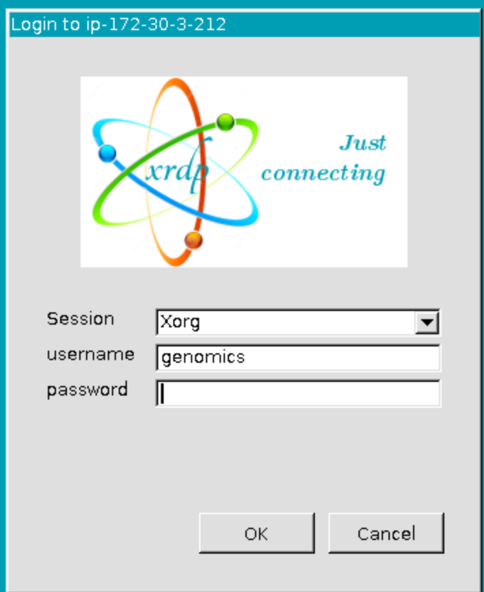 Login to ip-172-30-3-212
xrdp
Just
connecting
Session
Xorg
username
genomics
password
OK
Cancel